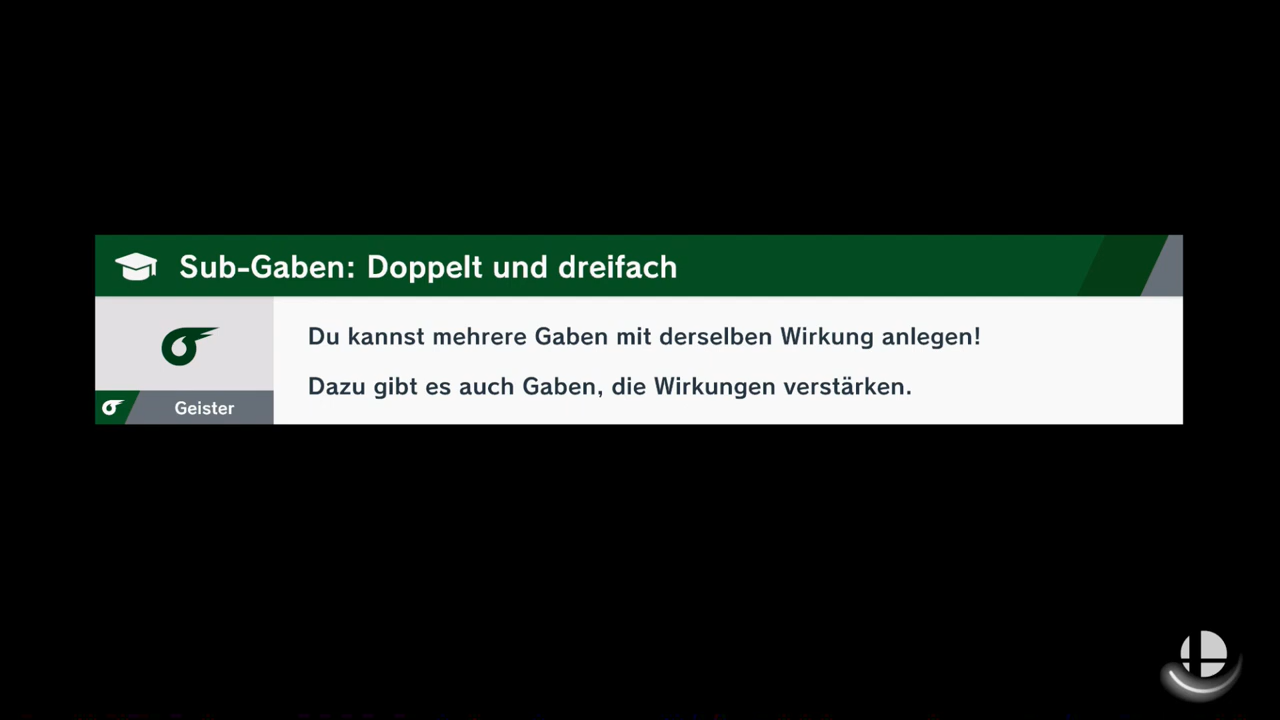 Sub-Gaben: Doppelt und dreifach
Du kannst mehrere Gaben mit derselben Wirkung anlegen!
Dazu gibt es auch Gaben, die Wirkungen verstärken.
Geister